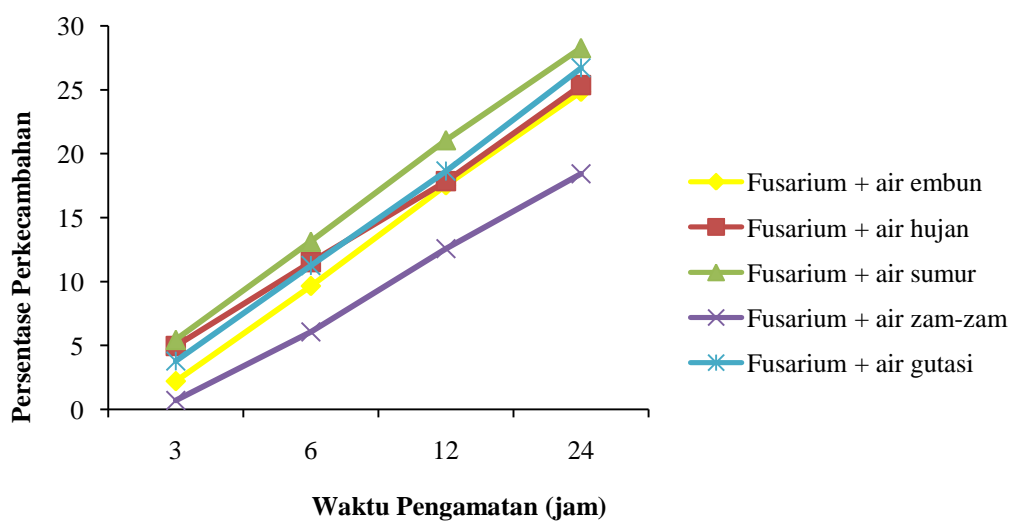 30
25
20
15
10
5
0
Persentase Perkecambahan
3 6 12 24
Waktu Pengamatan (jam)
Fusarium + air embun
Fusarium + air hujan
Fusarium + air sumur
Fusarium + air zam-zam
Fusarium + air gutasi